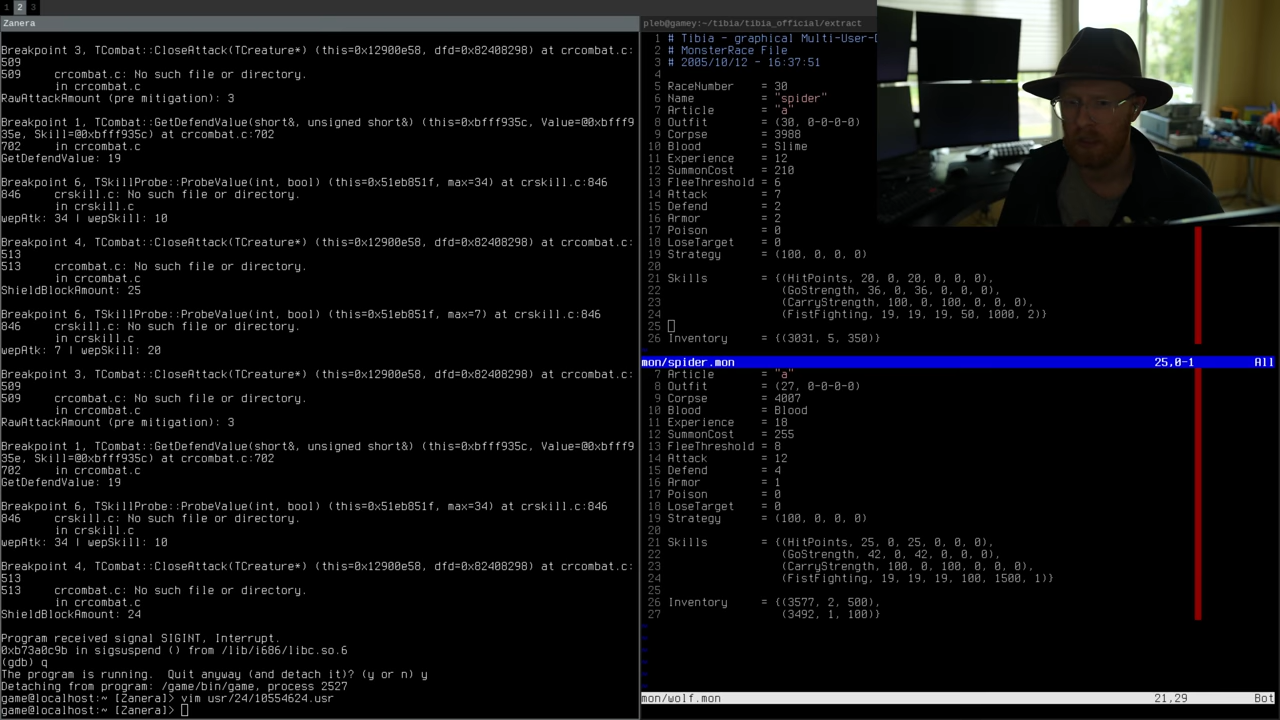 1 2 3
Zanera
Breakpoint 3, TCombat::CloseAttack(TCreature*) (this=0x12900e58, dfd=0x82408298) at crcombat.c:
509
509 crcombat.c: No such file or directory.
in crcombat.c
RawAttackAmount (pre mitigation): 3
Breakpoint 1, TCombat::GetDefendValue(short&, unsigned short&) (this=0xbfff935c, Value=@0xbfff9
35e, Skill=@0xbfff935c) at crcombat.c:702
702 in crcombat.c
GetDefendValue: 19
Breakpoint 6, TSkillProbe::ProbeValue(int, bool) (this=0x51eb851f, max=34) at crskill.c:846
846 crskill.c: No such file or directory.
in crskill.c
wepAtk: 34 | wepSkill: 10
Breakpoint 4, TCombat::CloseAttack(TCreature*) (this=0x12900e58, dfd=0x82408298) at crcombat.c:
513
513 crcombat.c: No such file or directory.
in crcombat.c
ShieldBlockAmount: 25
Breakpoint 6, TSkillProbe::ProbeValue(int, bool) (this=0x51eb851f, max=7) at crskill.c:846
846 crskill.c: No such file or directory.
in crskill.c
wepAtk: 7 | wepSkill: 20
Breakpoint 3, TCombat::CloseAttack(TCreature*) (this=0x12900e58, dfd=0x82408298) at crcombat.c:
509
509 crcombat.c: No such file or directory.
in crcombat.c
RawAttackAmount (pre mitigation): 3
Breakpoint 1, TCombat::GetDefendValue(short&, unsigned short&) (this=0xbfff935c, Value=@0xbfff9
35e, Skill=@0xbfff935c) at crcombat.c:702
702 in crcombat.c
GetDefendValue: 19
Breakpoint 6, TSkillProbe::ProbeValue(int, bool) (this=0x51eb851f, max=34) at crskill.c:846
846 crskill.c: No such file or directory.
in crskill.c
wepAtk: 34 | wepSkill: 10
Breakpoint 4, TCombat::CloseAttack(TCreature*) (this=0x12900e58, dfd=0x82408298) at crcombat.c:
513
513 crcombat.c: No such file or directory.
in crcombat.c
ShieldBlockAmount: 24
Program received signal SIGINT, Interrupt.
0xb73a0c9b in sigsuspend () from /lib/i686/libc.so.6
(gdb) q
The program is running. Quit anyway (and detach it)? (y or n) y
Detaching from program: /game/bin/game, process 2527
game@localhost:~ [Zanera]> vim usr/24/10554624.usr
game@localhost:~ [Zanera]>
pleb@gamey:~/tibia/tibia_official/extract
1 # Tibia - graphical Multi-User-D
2 # MonsterRace File
3 # 2005/10/12 - 16:37:51
4
5 RaceNumber = 30
6 Name = "spider"
7 Article = "a"
8 Outfit = (30, 0-0-0-0)
9 Corpse = 3988
10 Blood = Slime
11 Experience = 12
12 SummonCost = 210
13 FleeThreshold = 6
14 Attack = 7
15 Defend = 2
16 Armor = 2
17 Poison = 0
18 LoseTarget = 0
19 Strategy = (100, 0, 0, 0)
20
21 Skills = {(HitPoints, 20, 0, 20, 0, 0, 0),
22 (GoStrength, 36, 0, 36, 0, 0, 0),
23 (CarryStrength, 100, 0, 100, 0, 0, 0),
24 (FistFighting, 19, 19, 19, 50, 1000, 2)}
25
26 Inventory = {(3031, 5, 350)}
mon/spider.mon 25,0-1 All
7 Article = "a"
8 Outfit = (27, 0-0-0-0)
9 Corpse = 4007
10 Blood = Blood
11 Experience = 18
12 SummonCost = 255
13 FleeThreshold = 8
14 Attack = 12
15 Defend = 4
16 Armor = 1
17 Poison = 0
18 LoseTarget = 0
19 Strategy = (100, 0, 0, 0)
20
21 Skills = {(HitPoints, 25, 0, 25, 0, 0, 0),
22 (GoStrength, 42, 0, 42, 0, 0, 0),
23 (CarryStrength, 100, 0, 100, 0, 0, 0),
24 (FistFighting, 19, 19, 19, 100, 1500, 1)}
25
26 Inventory = {(3577, 2, 500),
27 (3492, 1, 100)}
~
~
~
~
~
~
mon/wolf.mon 21,29 Bot